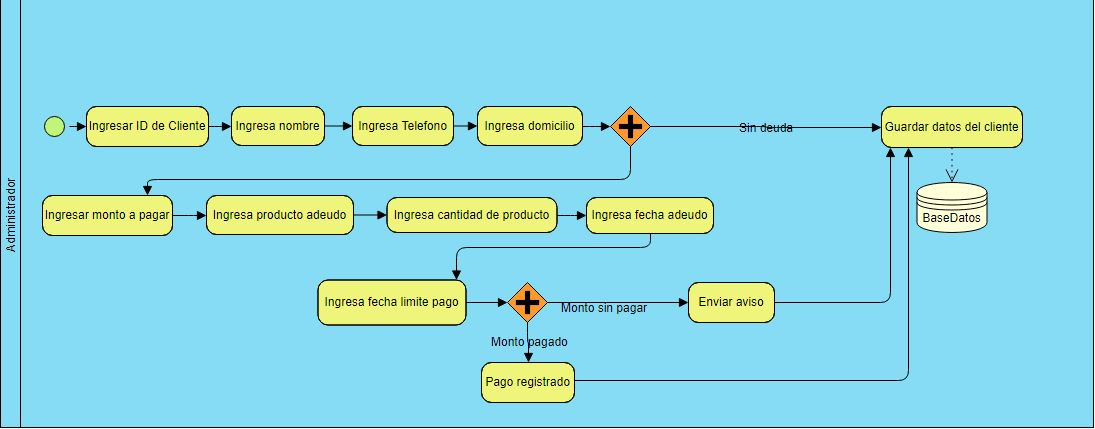 Administrador
Ingresar ID de Cliente
Ingresa nombre
Ingresa Telefono
Ingresa domicilio
Sin deuda
Guardar datos del cliente
BaseDatos
Ingresar monto a pagar
Ingresa producto adeudo
Ingresa cantidad de producto
Ingresa fecha adeudo
Ingresa fecha limite pago
Monto sin pagar
Enviar aviso
Monto pagado
Pago registrado